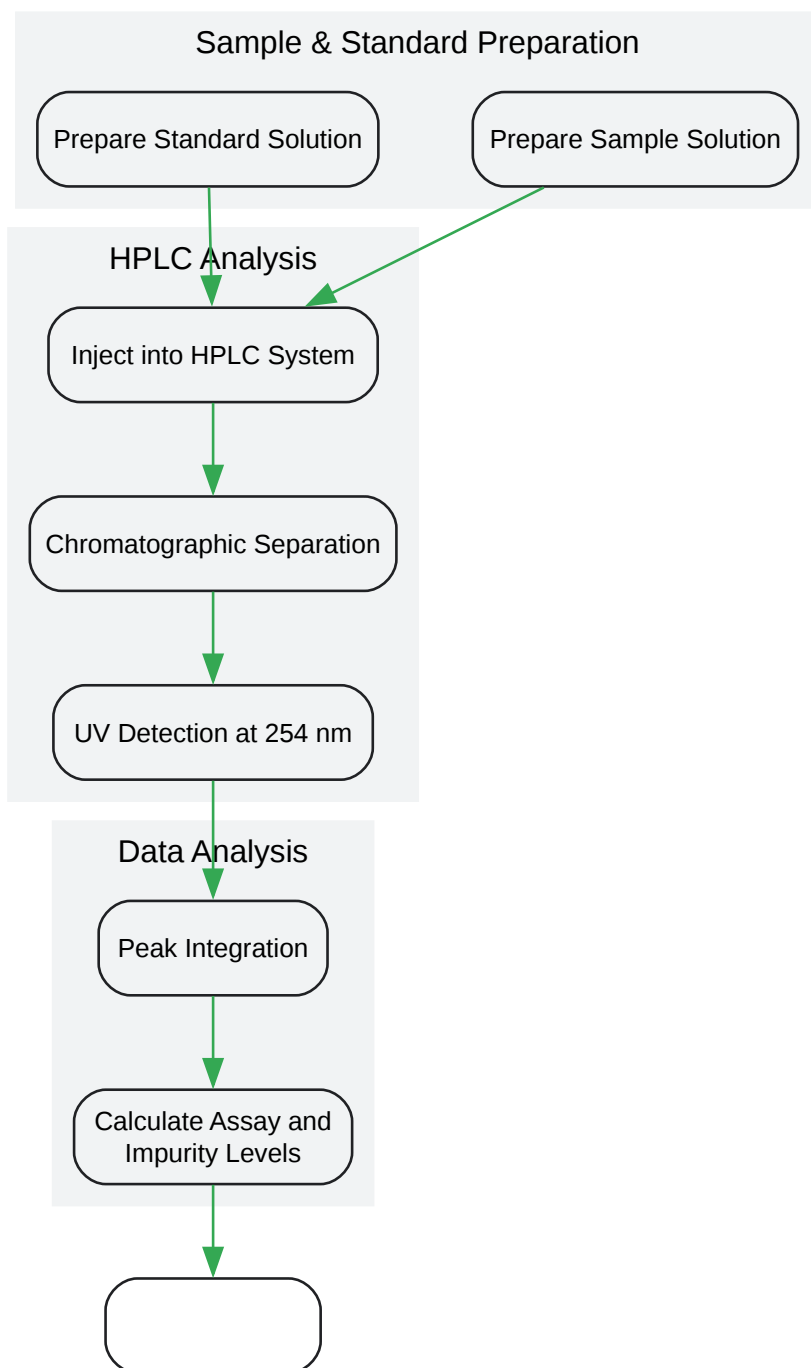 Sample & Standard Preparation
Prepare Standard Solution
Prepare Sample Solution
HPLC Analysis
Inject into HPLC System
Chromatographic Separation
UV Detection at 254 nm
Data Analysis
Peak Integration
Calculate Assay and
Impurity Levels